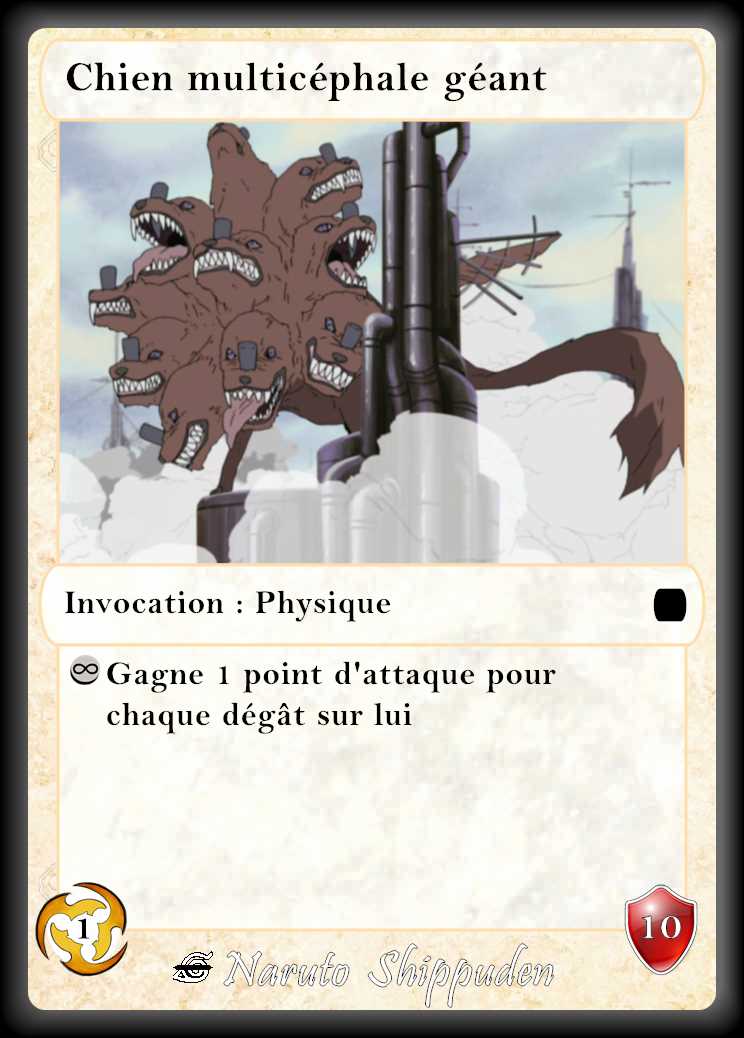 Chien multicéphale géant
Invocation : Physique
Gagne 1 point d'attaque pour
chaque dégât sur lui
1
10
Naruto Shippuden